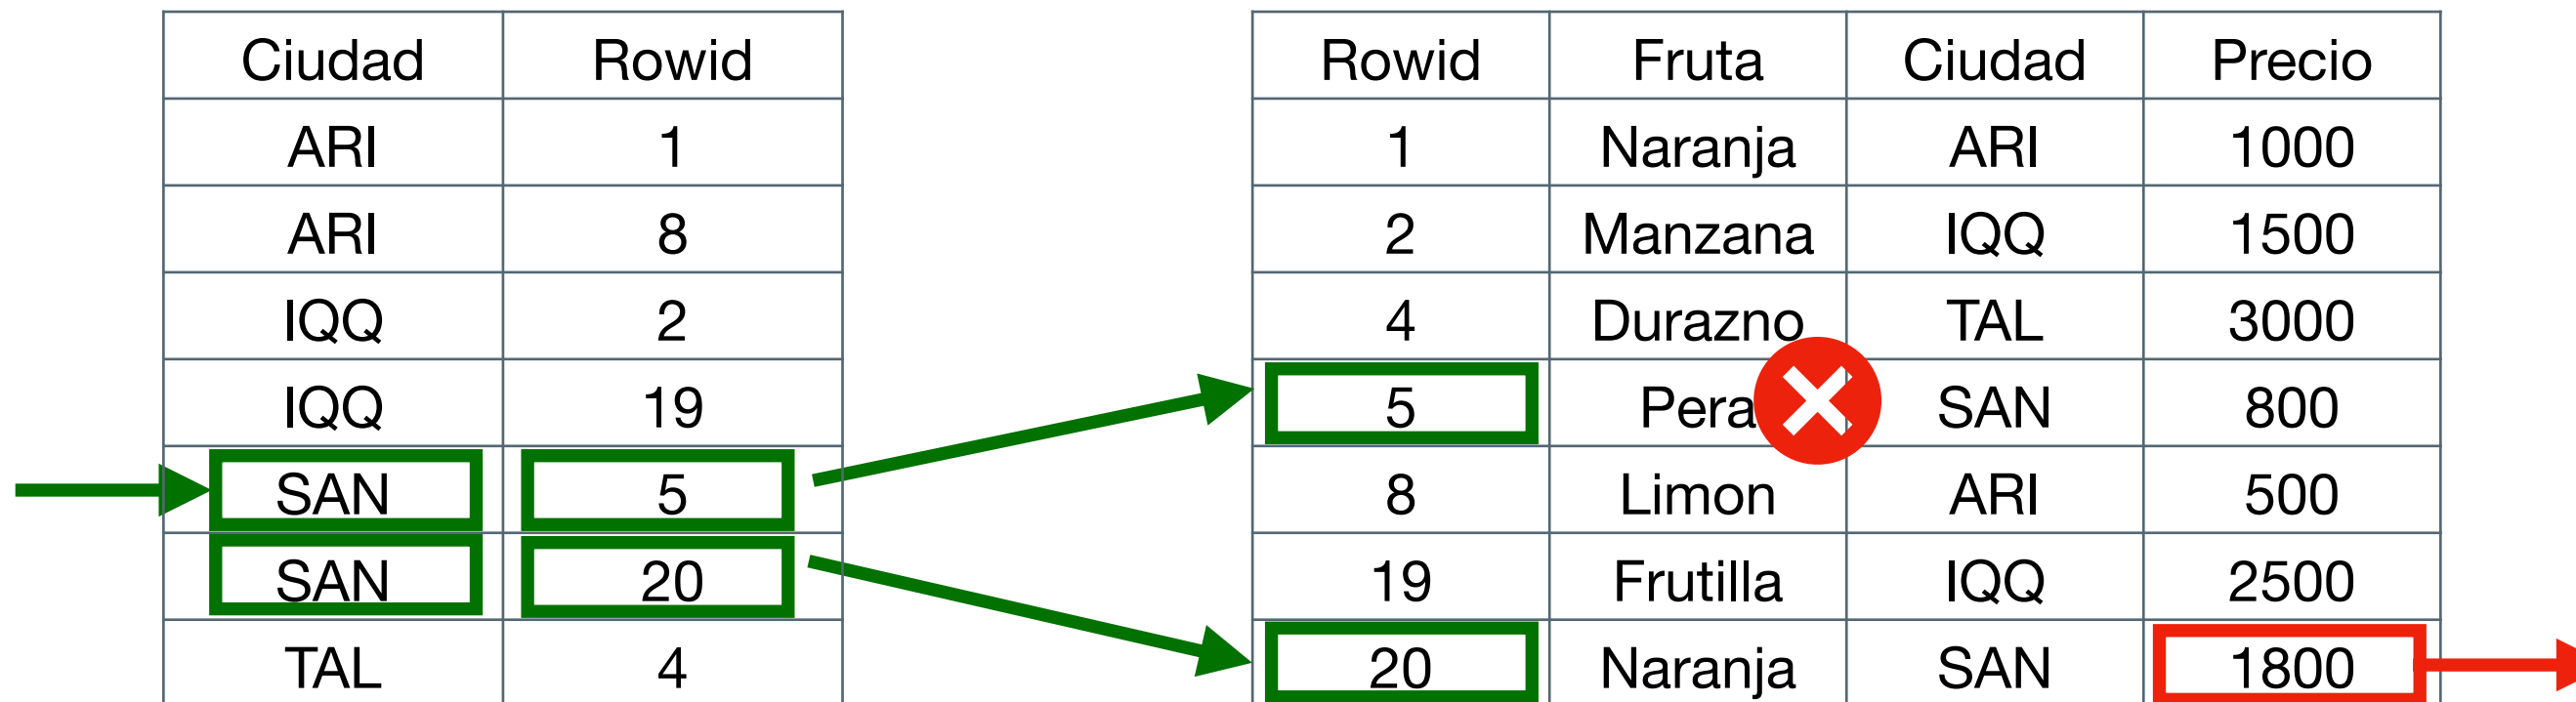 Ciudad Rowid
ARI 1
ARI 8
IQQ 2
IQQ 19
SAN 5
SAN 20
TAL 4
Rowid Fruta Ciudad Precio
1 Naranja ARI 1000
2 Manzana IQQ 1500
4 Durazno TAL 3000
5 Pera SAN 800
8 Limon ARI 500
19 Frutilla IQQ 2500
20 Naranja SAN 1800